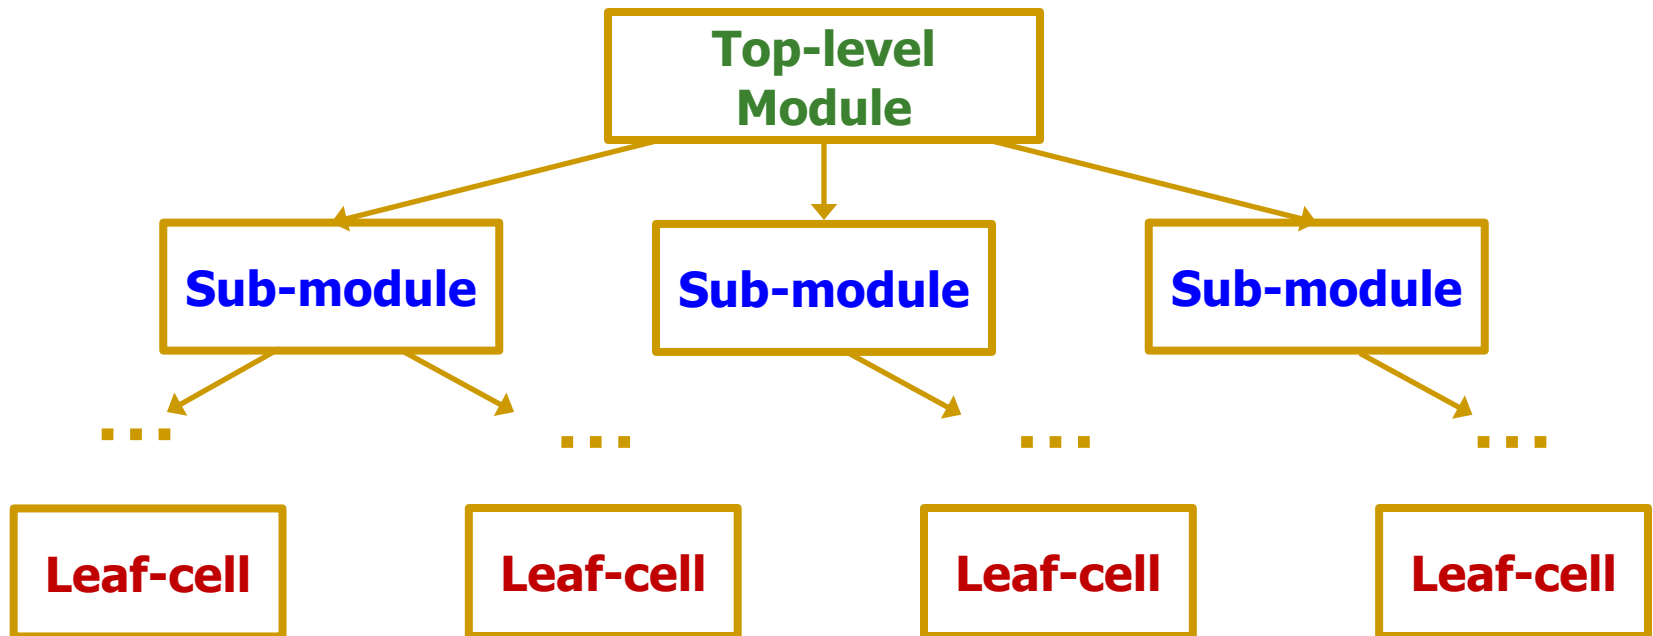 Top-level
Module
Sub-module
Sub-module
Sub-module
...
...
...
...
Leaf-cell
Leaf-cell
Leaf-cell
Leaf-cell